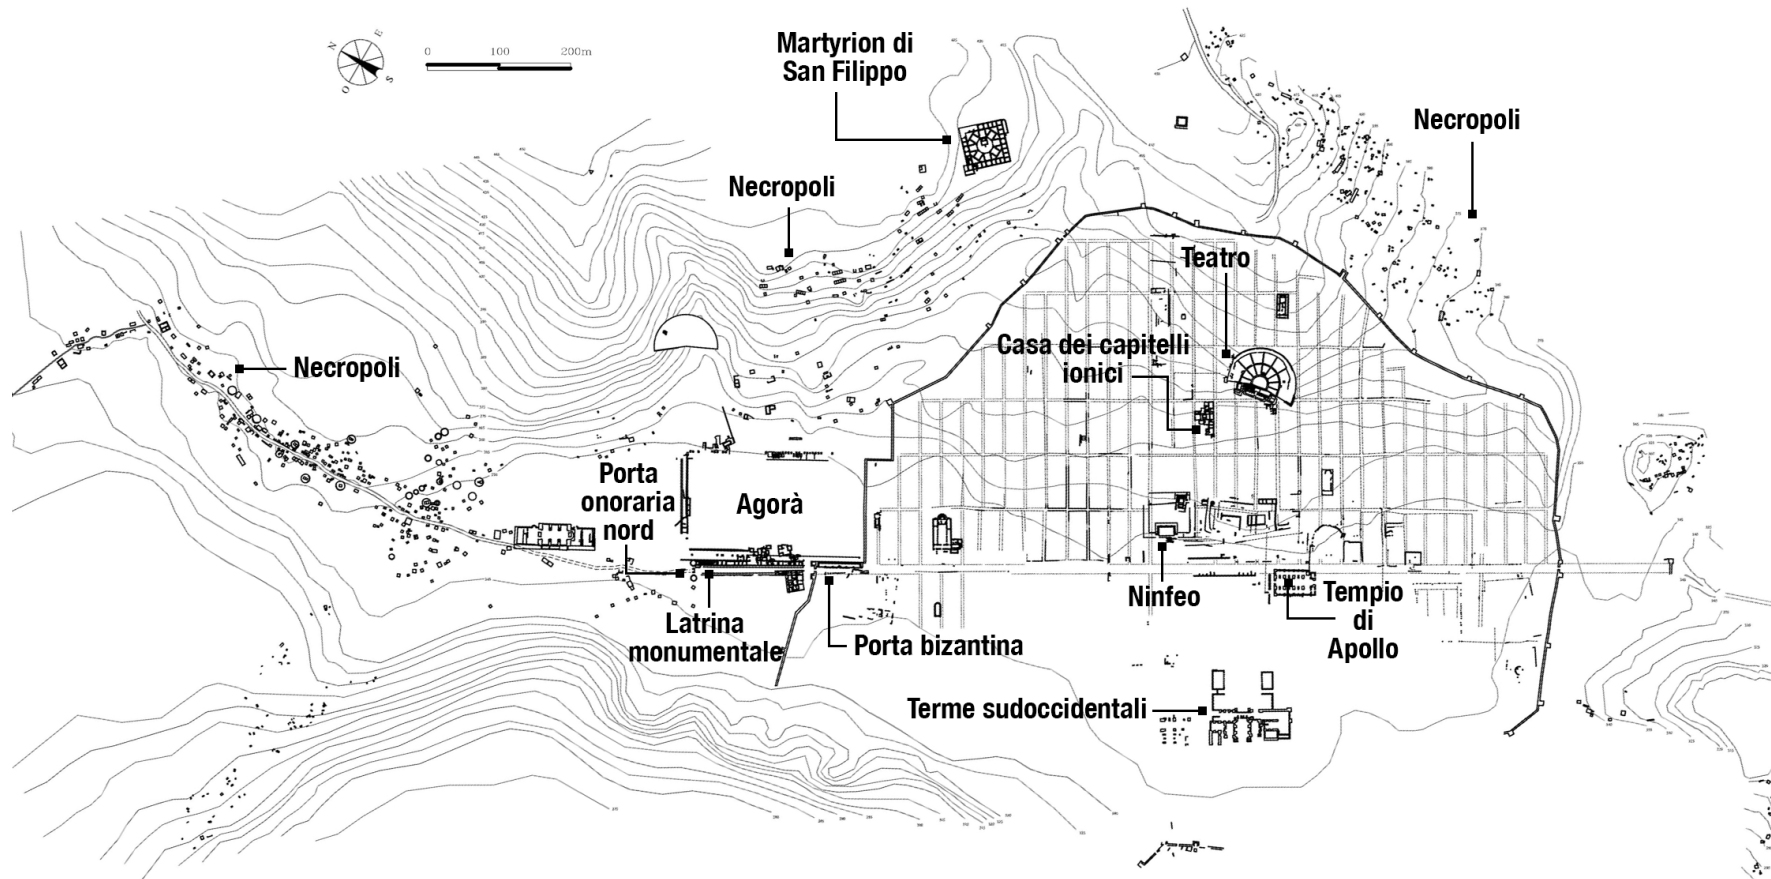 N
E
S
O
0 100 200m
Martyrion di
San Filippo
Necropoli
Necropoli
Teatro
Casa dei capitelli
ionici
Necropoli
Porta
onoraria
nord
Agorà
Ninfeo
Tempio
di
Apollo
Latrina
monumentale
Porta bizantina
Terme sudoccidentali